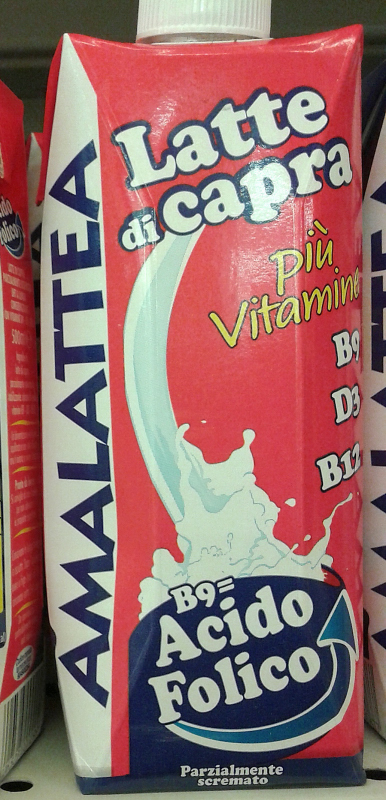 AMALATTEA
Latte
di capra
più
Vitamine
B9
D3
B12
B9=
Acido
Folico
Parzialmente
scremato